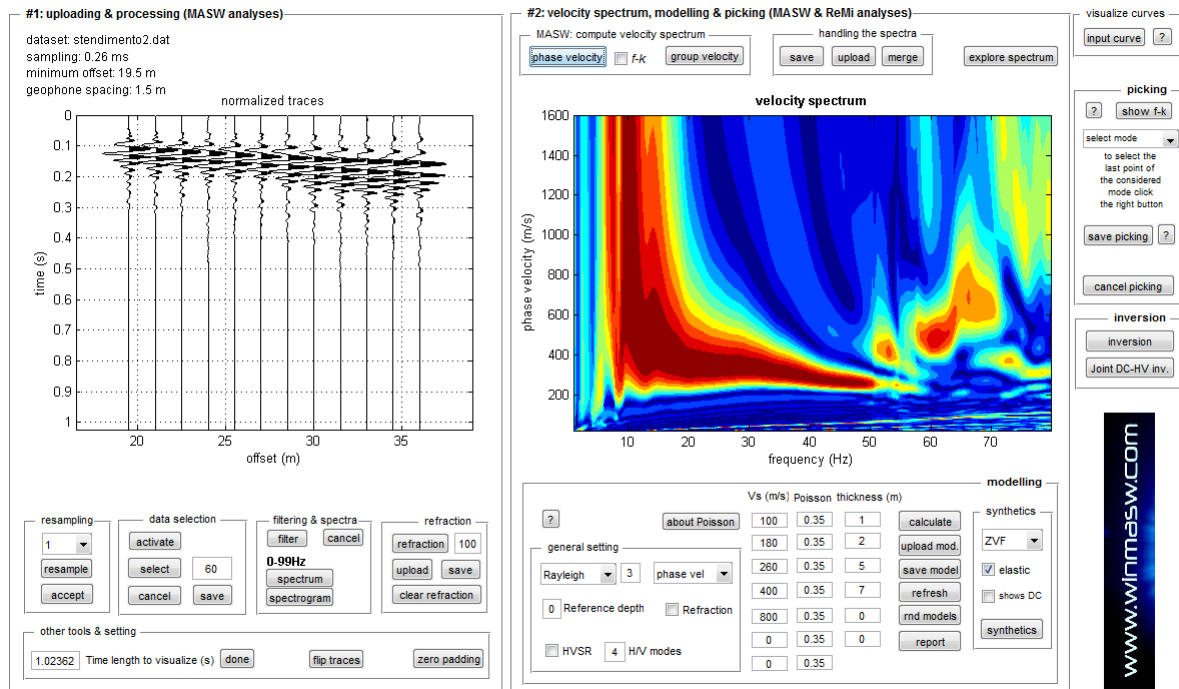 #1: uploading & processing (MASW analyses)
dataset: stendimento2.dat
sampling: 0.26 ms
minimum offset: 19.5 m
geophone spacing: 1.5 m
normalized traces
0
0.1
0.2
0.3
0.4
0.5
0.6
0.7
0.8
0.9
1
time (s)
20
25
30
35
offset (m)
resampling
1
resample
accept
data selection
activate
select
60
cancel
save
filtering & spectra
filter
cancel
0-99Hz
spectrum
spectrogram
refraction
refraction
100
upload
save
clear refraction
other tools & setting
1.02362
Time length to visualize (s)
done
flip traces
zero padding
#2: velocity spectrum, modelling & picking (MASW & ReMi analyses)
MASW: compute velocity spectrum
phase velocity
f-k
group velocity
handling the spectra
save
upload
merge
explore spectrum
velocity spectrum
1600
1400
1200
1000
800
600
400
200
phase velocity (m/s)
10
20
30
40
50
60
70
frequency (Hz)
modelling
?
about Poisson
Vs (m/s) Poisson thickness (m)
100 0.35 1
180 0.35 2
260 0.35 5
400 0.35 7
800 0.35 0
0 0.35 0
0 0.35
general setting
Rayleigh
3
phase vel
0
Reference depth
Refraction
HVSR
4
H/V modes
calculate
upload mod.
save model
refresh
rnd models
report
synthetics
ZVF
elastic
shows DC
synthetics
visualize curves
input curve
?
picking
?
show f-k
select mode
to select the
last point of
the considered
mode click
the right button
save picking
?
cancel picking
inversion
inversion
Joint DC-HV inv.
www.winmasw.com